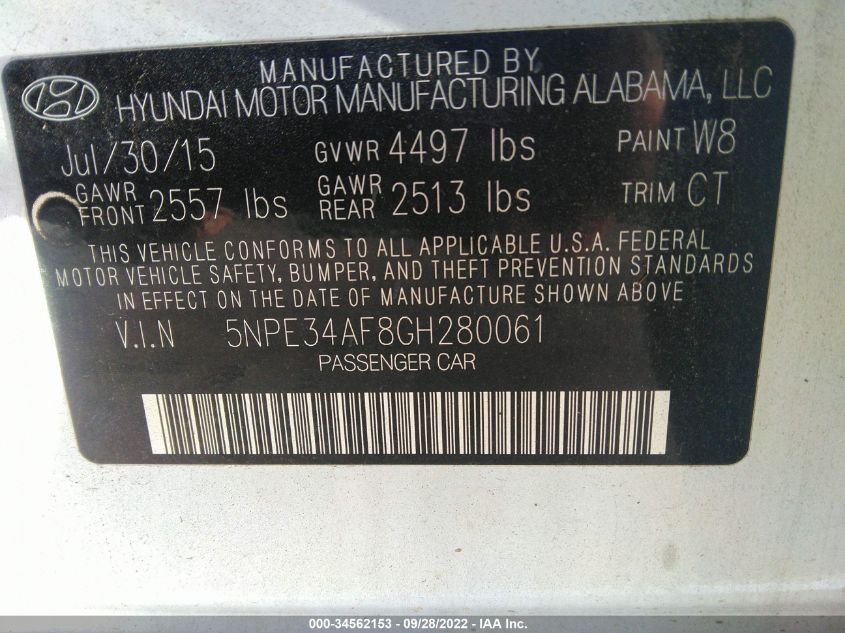 MANUFACTURED BY
HYUNDAI MOTOR MANUFACTURING ALABAMA, LLC
Jul/30/15 GVWR 4497 lbs PAINT W8
GAWR FRONT 2557 lbs GAWR REAR 2513 lbs TRIM CT
THIS VEHICLE CONFORMS TO ALL APPLICABLE U.S.A. FEDERAL
MOTOR VEHICLE SAFETY, BUMPER, AND THEFT PREVENTION STANDARDS
IN EFFECT ON THE DATE OF MANUFACTURE SHOWN ABOVE
V.I.N 5NPE34AF8GH280061
PASSENGER CAR
000-34562153 - 09/28/2022 - IAA Inc.